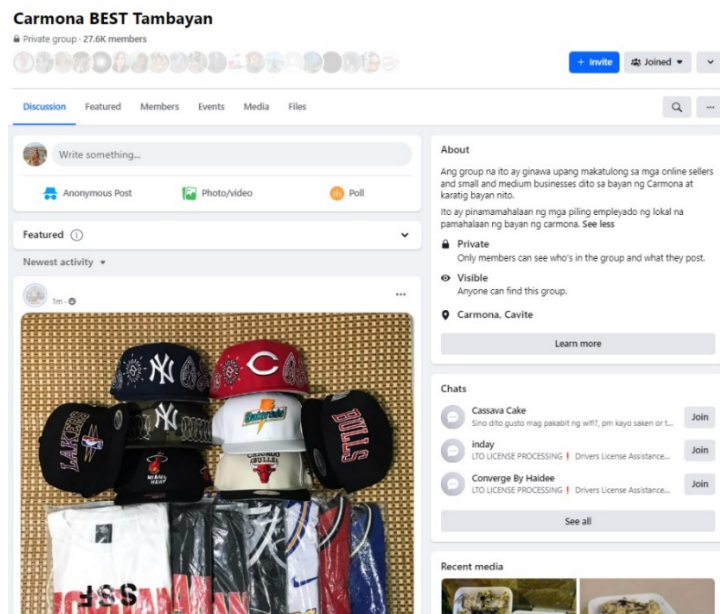 Carmona BEST Tambayan
Private group · 27.6K members
+ Invite
Joined
Discussion
Featured
Members
Events
Media
Files
Write something...
Anonymous Post
Photo/video
Poll
Featured
Newest activity
1m ·
NY
C
LAKERS
NY
Gatorade
BULLS
MIAMI
HEAT
CHICAGO
BULLS
About
Ang group na ito ay ginawa upang makatulong sa mga online sellers
and small and medium businesses dito sa bayan ng Carmona at
karatig bayan nito.
Ito ay pinamamahalaan ng mga piling empleyado ng lokal na
pamahalaan ng bayan ng carmona. See less
Private
Only members can see who's in the group and what they post.
Visible
Anyone can find this group.
Carmona, Cavite
Learn more
Chats
Cassava Cake
Sino dito gusto mag pakabit ng wifi?, pm kayo saken or t...
Join
inday
LTO LICENSE PROCESSING ❗ Drivers License Assistance...
Join
Converge By Haidee
LTO LICENSE PROCESSING ❗ Drivers License Assistance...
Join
See all
Recent media